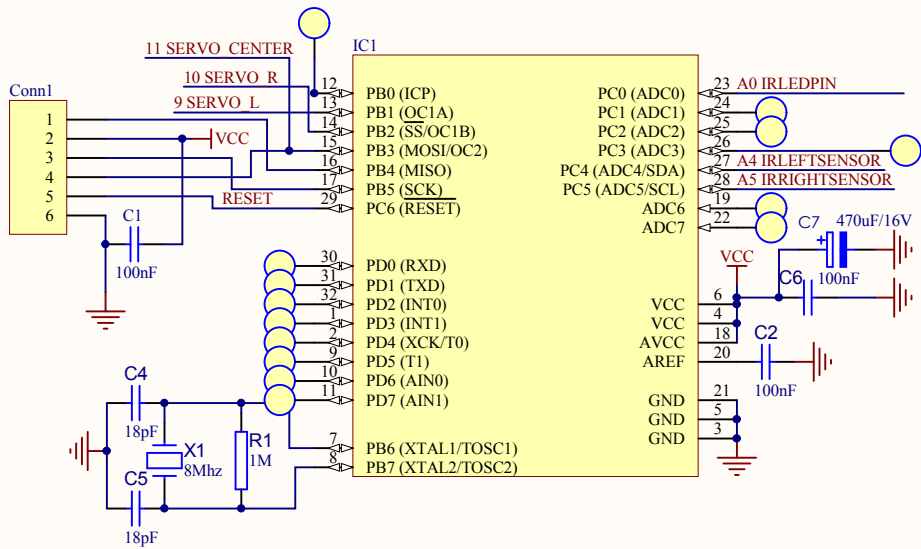 IC1
11 SERVO_CENTER
10 SERVO_R
9 SERVO_L
Conn1
1
2
3
4
5
6
VCC
RESET
C1
100nF
12 PB0 (ICP)
13 PB1 (OC1A)
14 PB2 (SS/OC1B)
15 PB3 (MOSI/OC2)
16 PB4 (MISO)
17 PB5 (SCK)
29 PC6 (RESET)
30 PD0 (RXD)
31 PD1 (TXD)
32 PD2 (INT0)
1 PD3 (INT1)
2 PD4 (XCK/T0)
9 PD5 (T1)
10 PD6 (AIN0)
11 PD7 (AIN1)
7 PB6 (XTAL1/TOSC1)
8 PB7 (XTAL2/TOSC2)
C4
18pF
X1
8Mhz
R1
1M
C5
18pF
PC0 (ADC0) 23 A0 IRLEDPIN
PC1 (ADC1) 24
PC2 (ADC2) 25
PC3 (ADC3) 26
PC4 (ADC4/SDA) 27 A4 IRLEFTSENSOR
PC5 (ADC5/SCL) 28 A5 IRRIGHTSENSOR
ADC6 19
ADC7 22
C7 470uF/16V
+
VCC
100nF
C6
VCC 6
VCC 4
AVCC 18
AREF 20
C2
100nF
GND 21
GND 5
GND 3